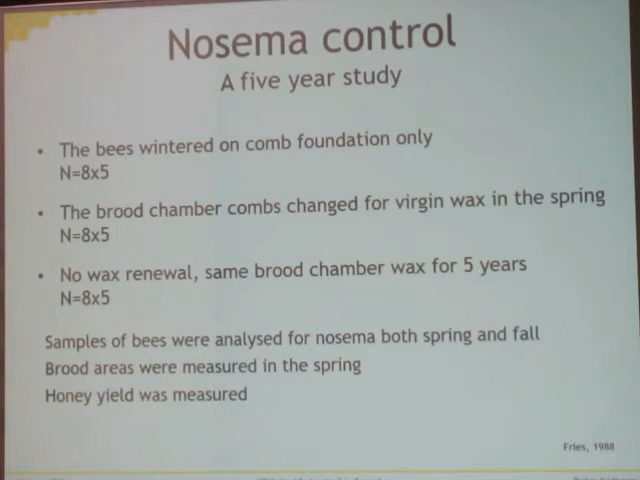 Nosema control
A five year study
• The bees wintered on comb foundation only
N=8x5
• The brood chamber combs changed for virgin wax in the spring
N=8x5
• No wax renewal, same brood chamber wax for 5 years
N=8x5
Samples of bees were analysed for nosema both spring and fall
Brood areas were measured in the spring
Honey yield was measured
Fries, 1988